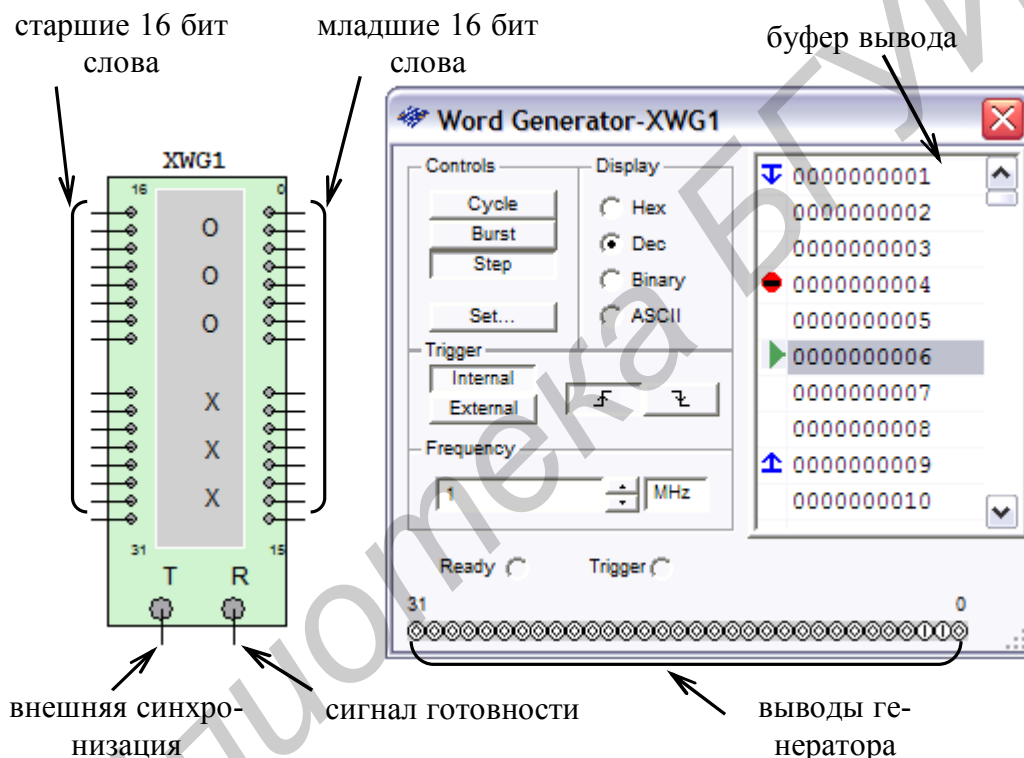 старшие 16 бит
слова
младшие 16 бит
слова
буфер вывода
XWG1
16
0
O
O
O
X
X
X
31
15
T
R
Word Generator-XWG1
Controls
Cycle
Burst
Step
Set...
Display
Hex
Dec
Binary
ASCII
Trigger
Internal
External
Frequency
1
MHz
Ready
Trigger
0000000001
0000000002
0000000003
0000000004
0000000005
0000000006
0000000007
0000000008
0000000009
0000000010
31
0
внешняя синхро-
низация
сигнал готовности
выводы ге-
нератора